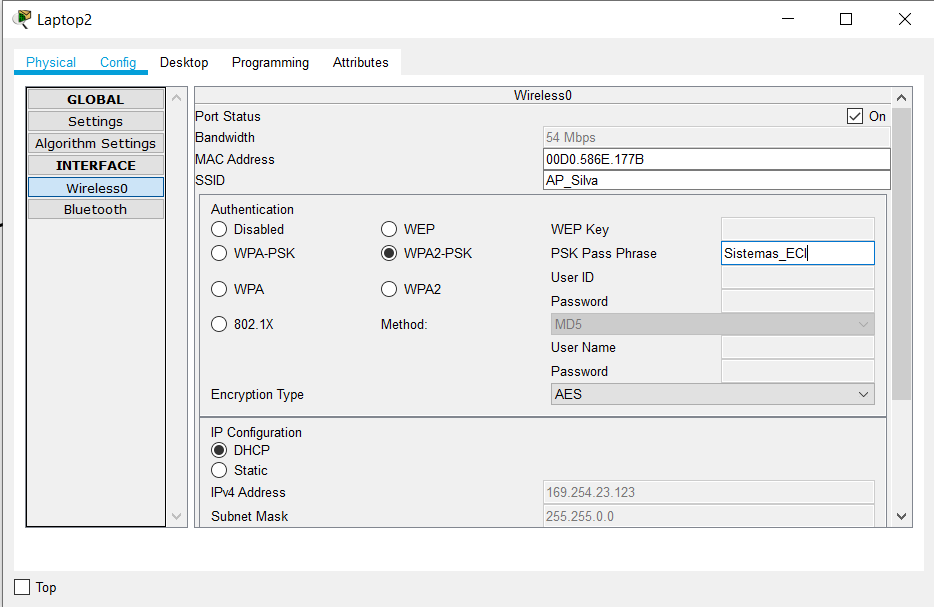 Laptop2
Physical Config Desktop Programming Attributes
GLOBAL
Settings
Algorithm Settings
INTERFACE
Wireless0
Bluetooth
Wireless0
Port Status On
Bandwidth 54 Mbps
MAC Address 00D0.586E.177B
SSID AP_Silva
Authentication
Disabled WEP WEP Key
WPA-PSK WPA2-PSK PSK Pass Phrase Sistemas_ECI
User ID
WPA WPA2
Password
802.1X Method: MD5
User Name
Password
Encryption Type AES
IP Configuration
DHCP
Static
IPv4 Address 169.254.23.123
Subnet Mask 255.255.0.0
Top